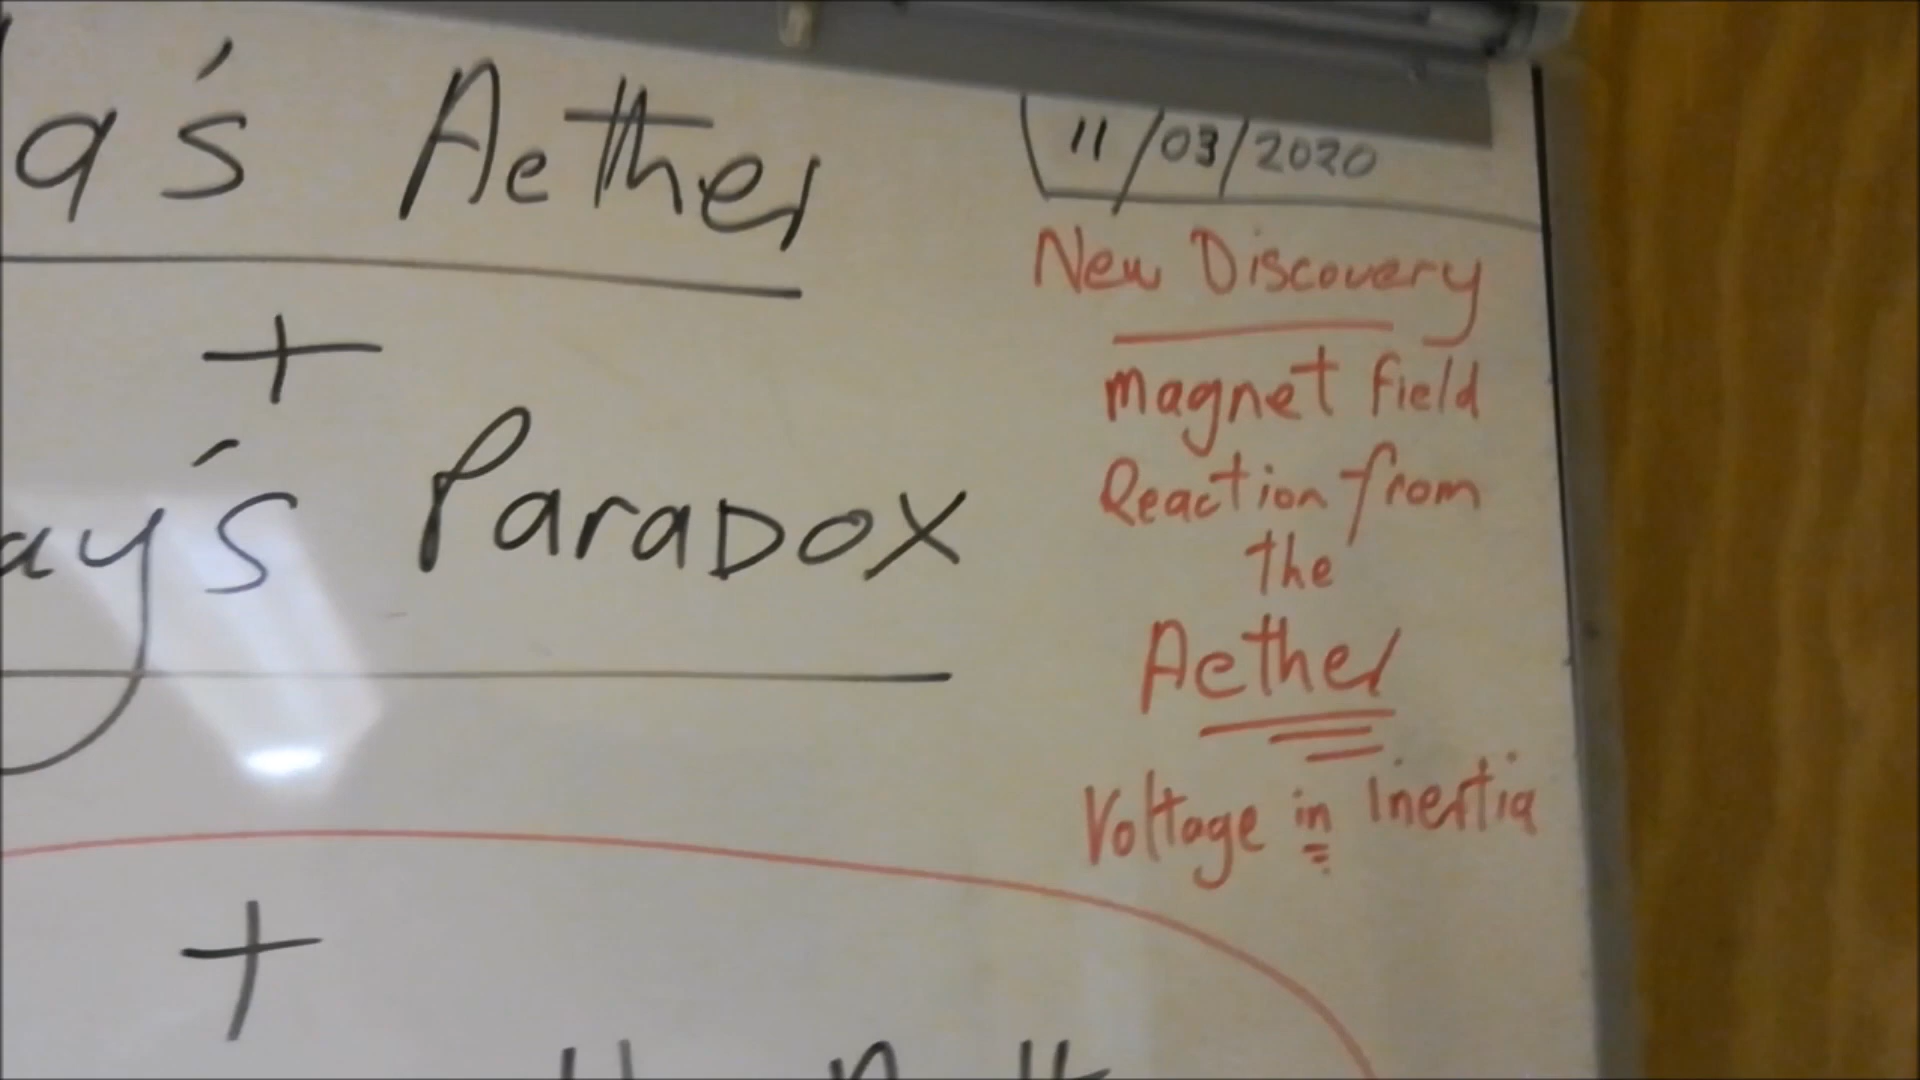 a's Aether
+
ay's Paradox
+
11/03/2020
New Discovery
magnet field
Reaction from
the
Aether
Voltage in inertia